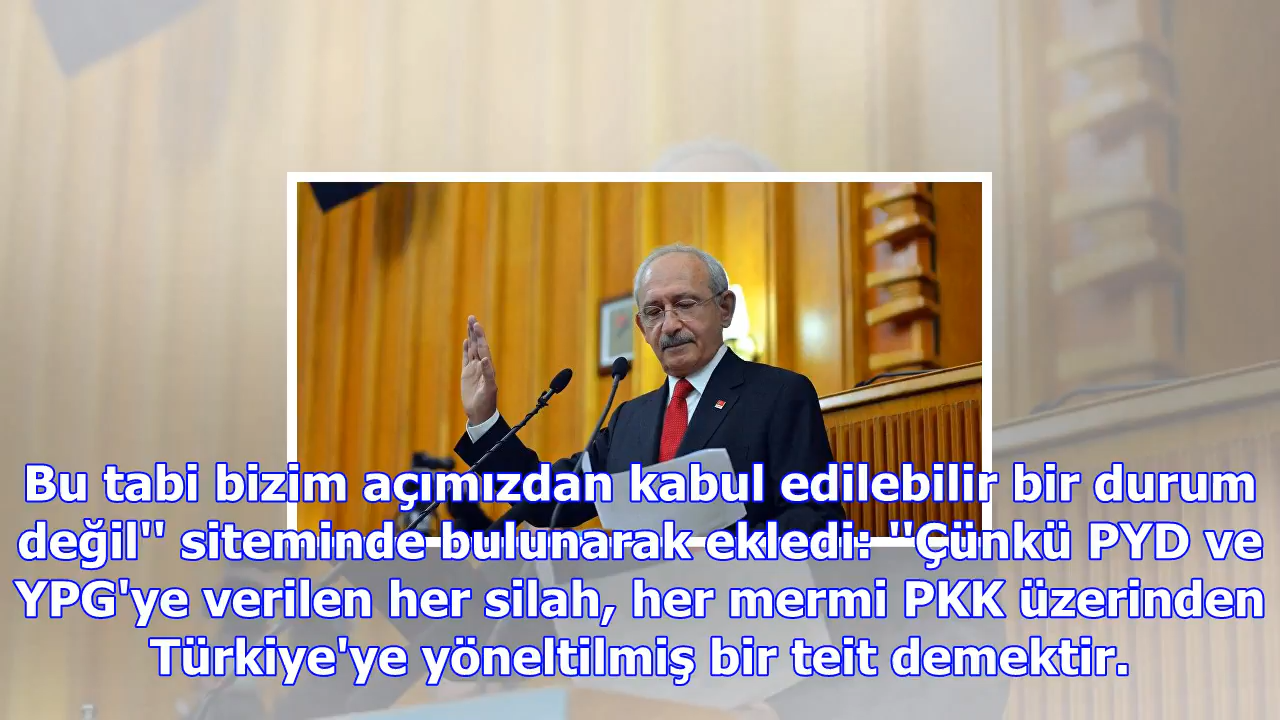 Bu tabi bizim açımızdan kabul edilebilir bir durum
değil'' siteminde bulunarak ekledi: ''Çünkü PYD ve
YPG'ye verilen her silah, her mermi PKK üzerinden
Türkiye'ye yöneltilmiş bir teit demektir.